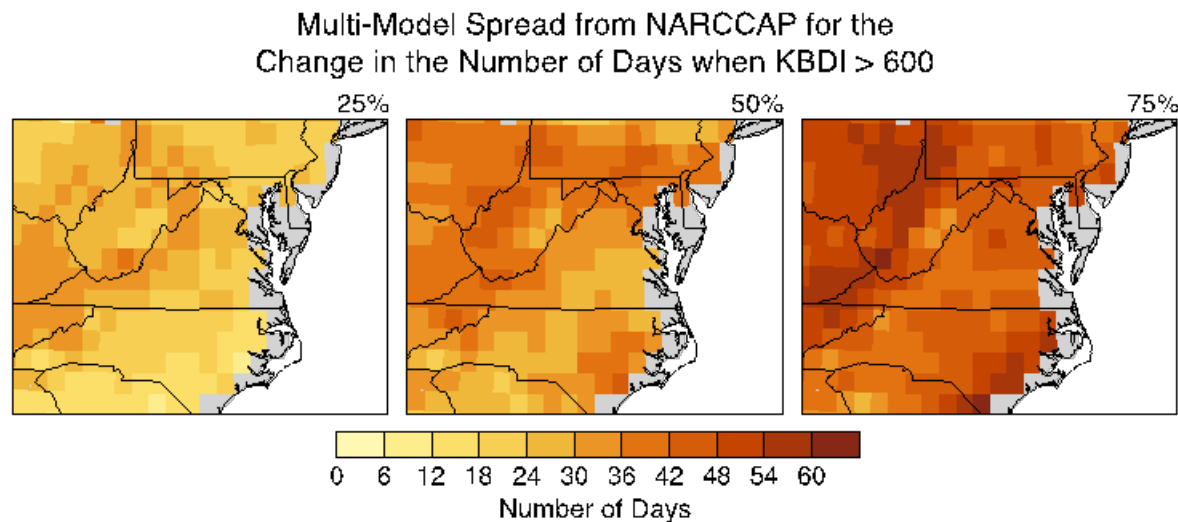 Multi-Model Spread from NARCCAP for the
Change in the Number of Days when KBDI > 600
25%
50%
75%
0 6 12 18 24 30 36 42 48 54 60
Number of Days